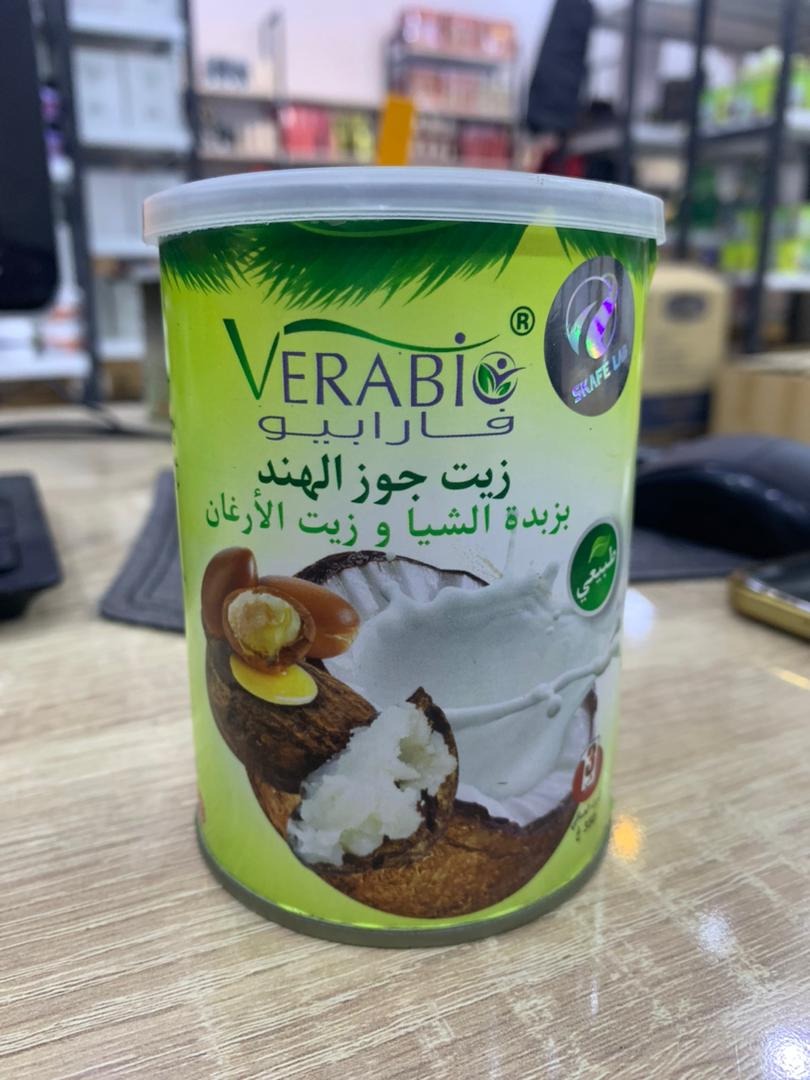 VERABIO®
SKAFE LAB
فارابيو
زيت جوز الهند
بزبدة الشيا و زيت الأرغان
طبيعي